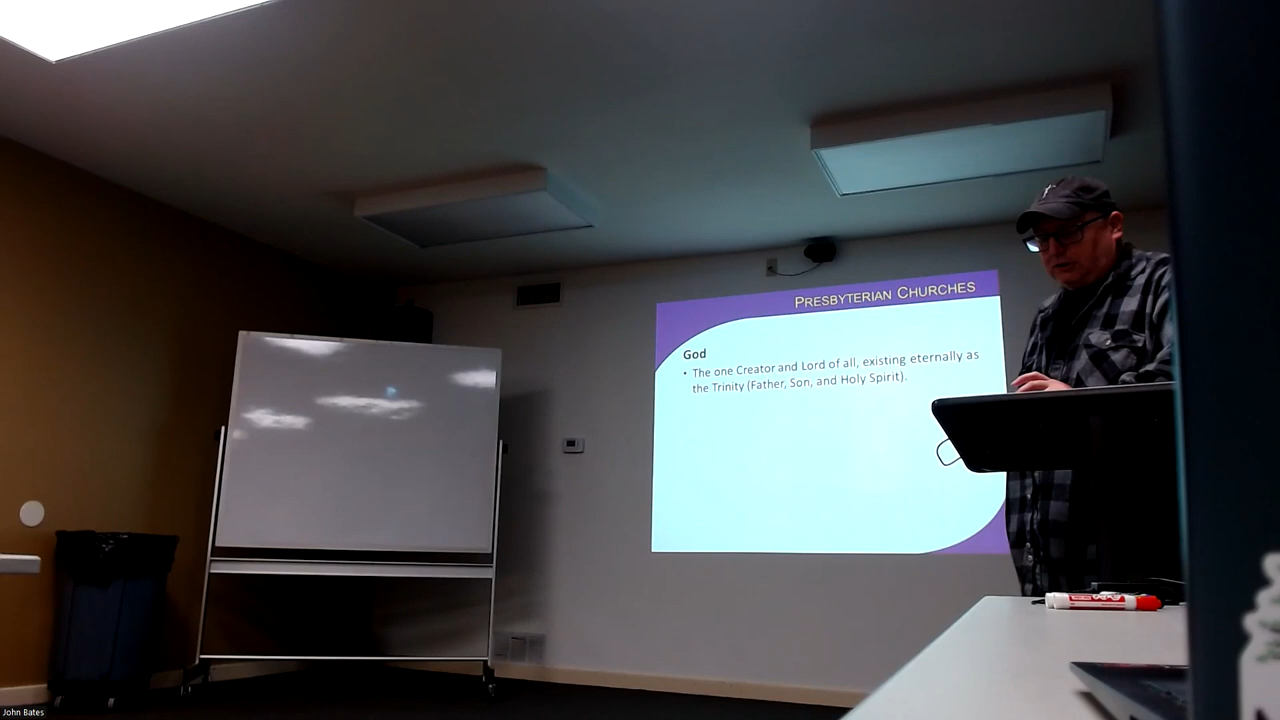 PRESBYTERIAN CHURCHES
God
• The one Creator and Lord of all, existing eternally as
the Trinity (Father, Son, and Holy Spirit).
John Bates